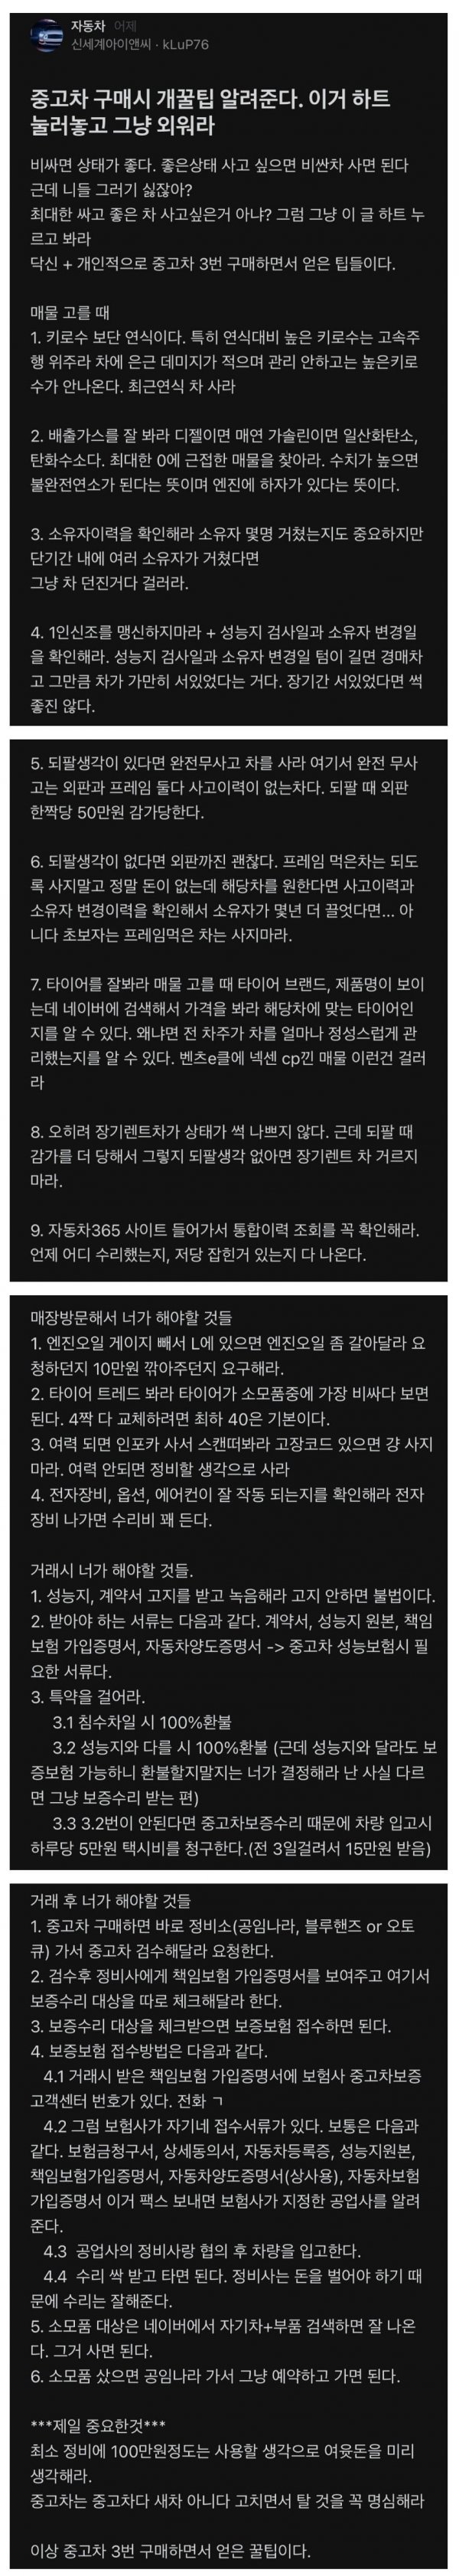 자동차 어제
신세계아이앤씨 · kLuP76
중고차 구매시 개꿀팁 알려준다. 이거 하트
눌러놓고 그냥 외워라
비싸면 상태가 좋다. 좋은상태 사고 싶으면 비싼차 사면 된다
근데 니들 그러기 싫잖아?
최대한 싸고 좋은 차 사고싶은거 아냐? 그럼 그냥 이 글 하트 누
르고 봐라
닥신 + 개인적으로 중고차 3번 구매하면서 얻은 팁들이다.
매물 고를 때
1. 키로수 보단 연식이다. 특히 연식대비 높은 키로수는 고속주
행 위주라 차에 은근 데미지가 적으며 관리 안하고는 높은키로
수가 안나온다. 최근연식 차 사라
2. 배출가스를 잘 봐라 디젤이면 매연 가솔린이면 일산화탄소,
탄화수소다. 최대한 0에 근접한 매물을 찾아라. 수치가 높으면
불완전연소가 된다는 뜻이며 엔진에 하자가 있다는 뜻이다.
3. 소유자이력을 확인해라 소유자 몇명 거쳤는지도 중요하지만
단기간 내에 여러 소유자가 거쳤다면
그냥 차 던진거다 걸러라.
4. 1인신조를 맹신하지마라 + 성능지 검사일과 소유자 변경일
을 확인해라. 성능지 검사일과 소유자 변경일 텀이 길면 경매차
고 그만큼 차가 가만히 서있었다는 거다. 장기간 서있었다면 썩
좋진 않다.
5. 되팔생각이 있다면 완전무사고 차를 사라 여기서 완전 무사
고는 외판과 프레임 둘다 사고이력이 없는차다. 되팔 때 외판
한짝당 50만원 감가당한다.
6. 되팔생각이 없다면 외판까진 괜찮다. 프레임 먹은차는 되도
록 사지말고 정말 돈이 없는데 해당차를 원한다면 사고이력과
소유자 변경이력을 확인해서 소유자가 몇년 더 끌엇다면... 아
니다 초보자는 프레임먹은 차는 사지마라.
7. 타이어를 잘봐라 매물 고를 때 타이어 브랜드, 제품명이 보이
는데 네이버에 검색해서 가격을 봐라 해당차에 맞는 타이어인
지를 알 수 있다. 왜냐면 전 차주가 차를 얼마나 정성스럽게 관
리했는지를 알 수 있다. 벤츠e클에 넥센 cp낀 매물 이런건 걸러
라
8. 오히려 장기렌트차가 상태가 썩 나쁘지 않다. 근데 되팔 때
감가를 더 당해서 그렇지 되팔생각 없아면 장기렌트 차 거르지
마라.
9. 자동차365 사이트 들어가서 통합이력 조회를 꼭 확인해라.
언제 어디 수리했는지, 저당 잡힌거 있는지 다 나온다.
매장방문해서 너가 해야할 것들
1. 엔진오일 게이지 빼서 L에 있으면 엔진오일 좀 갈아달라 요
청하던지 10만원 깎아주던지 요구해라.
2. 타이어 트레드 봐라 타이어가 소모품중에 가장 비싸다 보면
된다. 4짝 다 교체하려면 최하 40은 기본이다.
3. 여력 되면 인포카 사서 스캔떠봐라 고장코드 있으면 걍 사지
마라. 여력 안되면 정비할 생각으로 사라
4. 전자장비, 옵션, 에어컨이 잘 작동 되는지를 확인해라 전자
장비 나가면 수리비 꽤 든다.
거래시 너가 해야할 것들.
1. 성능지, 계약서 고지를 받고 녹음해라 고지 안하면 불법이다.
2. 받아야 하는 서류는 다음과 같다. 계약서, 성능지 원본, 책임
보험 가입증명서, 자동차양도증명서 -> 중고차 성능보험시 필
요한 서류다.
3. 특약을 걸어라.
3.1 침수차일 시 100%환불
3.2 성능지와 다를 시 100%환불 (근데 성능지와 달라도 보
증보험 가능하니 환불할지말지는 너가 결정해라 난 사실 다르
면 그냥 보증수리 받는 편)
3.3 3.2번이 안된다면 중고차보증수리 때문에 차량 입고시
하루당 5만원 택시비를 청구한다.(전 3일걸려서 15만원 받음)
거래 후 너가 해야할 것들
1. 중고차 구매하면 바로 정비소(공임나라, 블루핸즈 or 오토
큐) 가서 중고차 검수해달라 요청한다.
2. 검수후 정비사에게 책임보험 가입증명서를 보여주고 여기서
보증수리 대상을 따로 체크해달라 한다.
3. 보증수리 대상을 체크받으면 보증보험 접수하면 된다.
4. 보증보험 접수방법은 다음과 같다.
4.1 거래시 받은 책임보험 가입증명서에 보험사 중고차보증
고객센터 번호가 있다. 전화 ㄱ
4.2 그럼 보험사가 자기네 접수서류가 있다. 보통은 다음과
같다. 보험금청구서, 상세동의서, 자동차등록증, 성능지원본,
책임보험가입증명서, 자동차양도증명서(상사용), 자동차보험
가입증명서 이거 팩스 보내면 보험사가 지정한 공업사를 알려
준다.
4.3 공업사의 정비사랑 협의 후 차량을 입고한다.
4.4 수리 싹 받고 타면 된다. 정비사는 돈을 벌어야 하기 때
문에 수리는 잘해준다.
5. 소모품 대상은 네이버에서 자기차+부품 검색하면 잘 나온
다. 그거 사면 된다.
6. 소모품 샀으면 공임나라 가서 그냥 예약하고 가면 된다.
***제일 중요한것***
최소 정비에 100만원정도는 사용할 생각으로 여윳돈을 미리
생각해라.
중고차는 중고차다 새차 아니다 고치면서 탈 것을 꼭 명심해라
이상 중고차 3번 구매하면서 얻은 꿀팁이다.